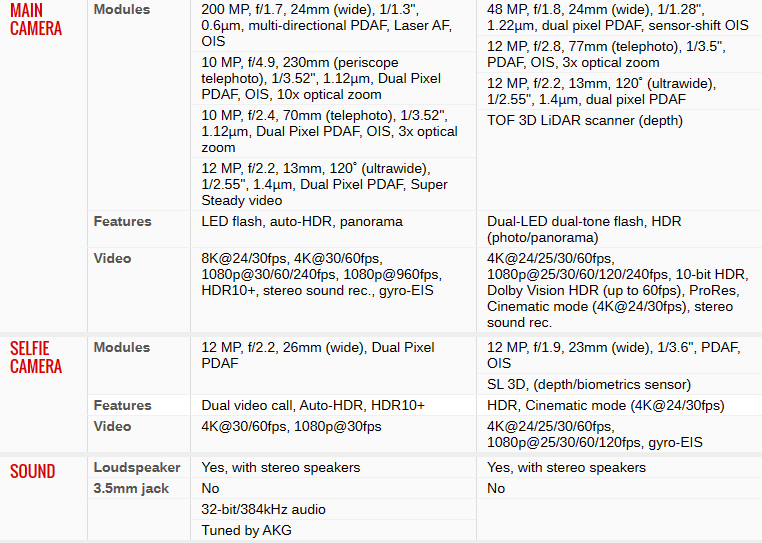 MAIN
CAMERA
Modules
200 MP, f/1.7, 24mm (wide), 1/1.3",
0.6µm, multi-directional PDAF, Laser AF,
OIS
10 MP, f/4.9, 230mm (periscope
telephoto), 1/3.52", 1.12µm, Dual Pixel
PDAF, OIS, 10x optical zoom
10 MP, f/2.4, 70mm (telephoto), 1/3.52",
1.12µm, Dual Pixel PDAF, OIS, 3x optical
zoom
12 MP, f/2.2, 13mm, 120˚ (ultrawide),
1/2.55", 1.4µm, Dual Pixel PDAF, Super
Steady video
48 MP, f/1.8, 24mm (wide), 1/1.28",
1.22µm, dual pixel PDAF, sensor-shift OIS
12 MP, f/2.8, 77mm (telephoto), 1/3.5",
PDAF, OIS, 3x optical zoom
12 MP, f/2.2, 13mm, 120˚ (ultrawide),
1/2.55", 1.4µm, dual pixel PDAF
TOF 3D LiDAR scanner (depth)
Features
LED flash, auto-HDR, panorama
Dual-LED dual-tone flash, HDR
(photo/panorama)
Video
8K@24/30fps, 4K@30/60fps,
1080p@30/60/240fps, 1080p@960fps,
HDR10+, stereo sound rec., gyro-EIS
4K@24/25/30/60fps,
1080p@25/30/60/120/240fps, 10-bit HDR,
Dolby Vision HDR (up to 60fps), ProRes,
Cinematic mode (4K@24/30fps), stereo
sound rec.
SELFIE
CAMERA
Modules
12 MP, f/2.2, 26mm (wide), Dual Pixel
PDAF
12 MP, f/1.9, 23mm (wide), 1/3.6", PDAF,
OIS
SL 3D, (depth/biometrics sensor)
Features
Dual video call, Auto-HDR, HDR10+
HDR, Cinematic mode (4K@24/30fps)
Video
4K@30/60fps, 1080p@30fps
4K@24/25/30/60fps,
1080p@25/30/60/120fps, gyro-EIS
SOUND
Loudspeaker
Yes, with stereo speakers
Yes, with stereo speakers
3.5mm jack
No
No
32-bit/384kHz audio
Tuned by AKG